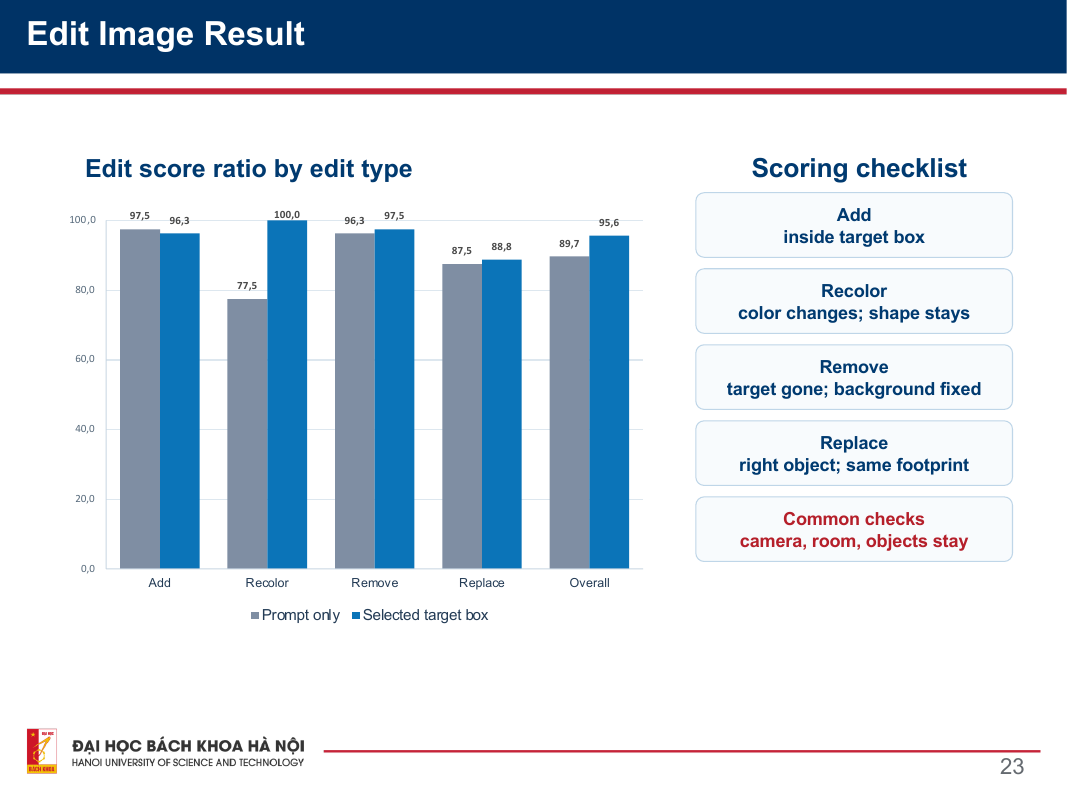 Edit Image Result
Edit score ratio by edit type
100,0
80,0
60,0
40,0
20,0
0,0
97,5
96,3
77,5
100,0
96,3
97,5
87,5
88,8
89,7
95,6
Add
Recolor
Remove
Replace
Overall
Prompt only
Selected target box
Scoring checklist
Add
inside target box
Recolor
color changes; shape stays
Remove
target gone; background fixed
Replace
right object; same footprint
Common checks
camera, room, objects stay
ĐẠI HỌC
BÁCH KHOA
ĐẠI HỌC BÁCH KHOA HÀ NỘI
HANOI UNIVERSITY OF SCIENCE AND TECHNOLOGY
23